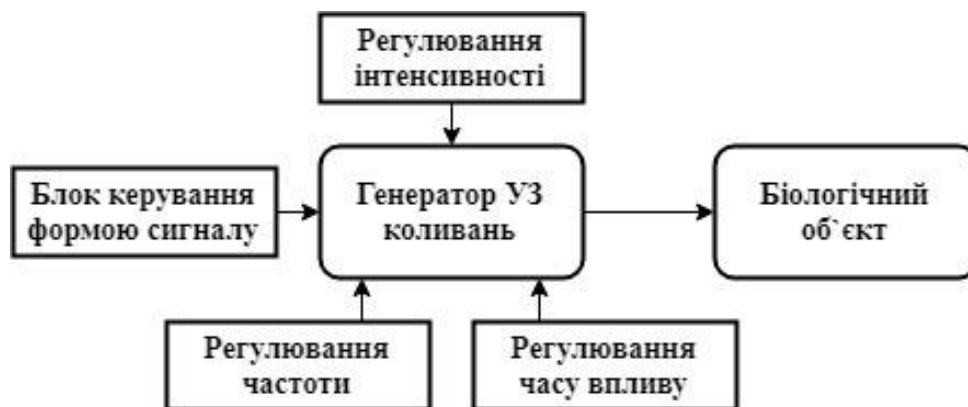 Регулювання
інтенсивності
Блок керування
формою сигналу
Генератор УЗ
коливань
Біологічний
об`єкт
Регулювання
частоти
Регулювання
часу впливу